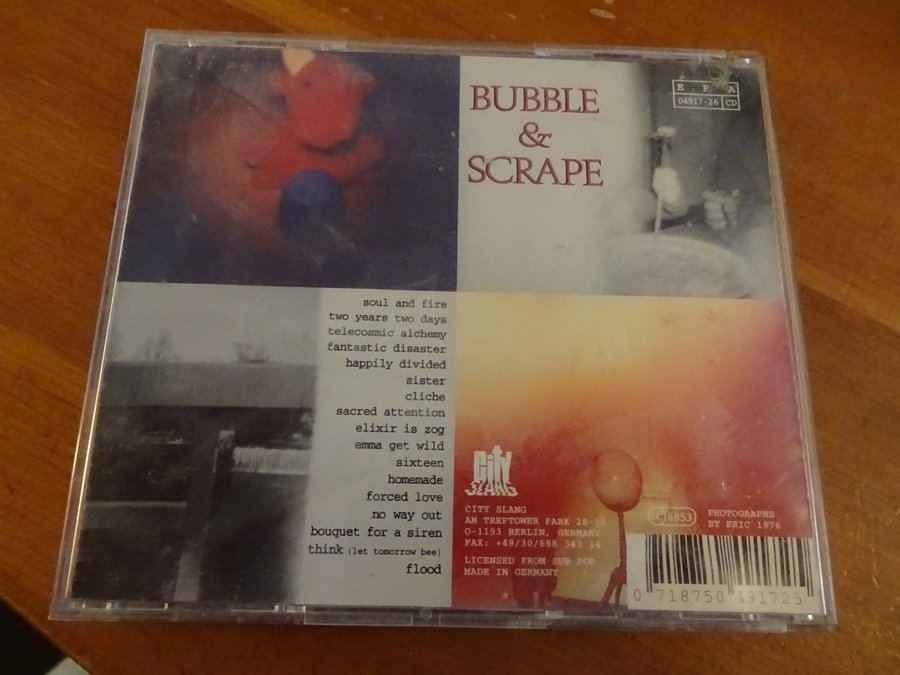 BUBBLE
&
SCRAPE
E F A
04917-26 CD
soul and fire
two years two days
telecosmic alchemy
fantastic disaster
happily divided
sister
cliche
sacred attention
elixir is zog
emma get wild
sixteen
homemade
forced love
no way out
bouquet for a siren
think (let tomorrow bee)
flood
City
SLANG
CITY SLANG
AM TREPTOWER PARK 28-30
O-1193 BERLIN, GERMANY
FAX: +49/30/688 343 14
LICENSED FROM SUB POP
MADE IN GERMANY
LC 6853
PHOTOGRAPHS
BY ERIC 1976
0 718750 491725